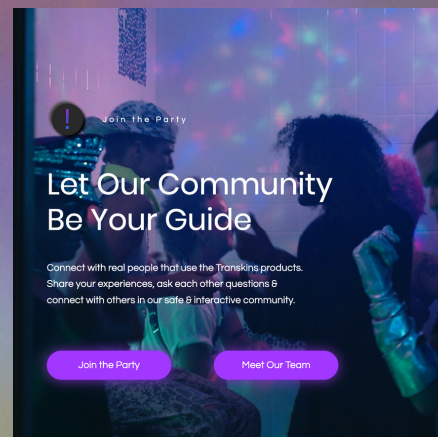 !
Join the Party
Let Our Community
Be Your Guide
Connect with real people that use the Transkins products.
Share your experiences, ask each other questions &
connect with others in our safe & interactive community.
Join the Party
Meet Our Team